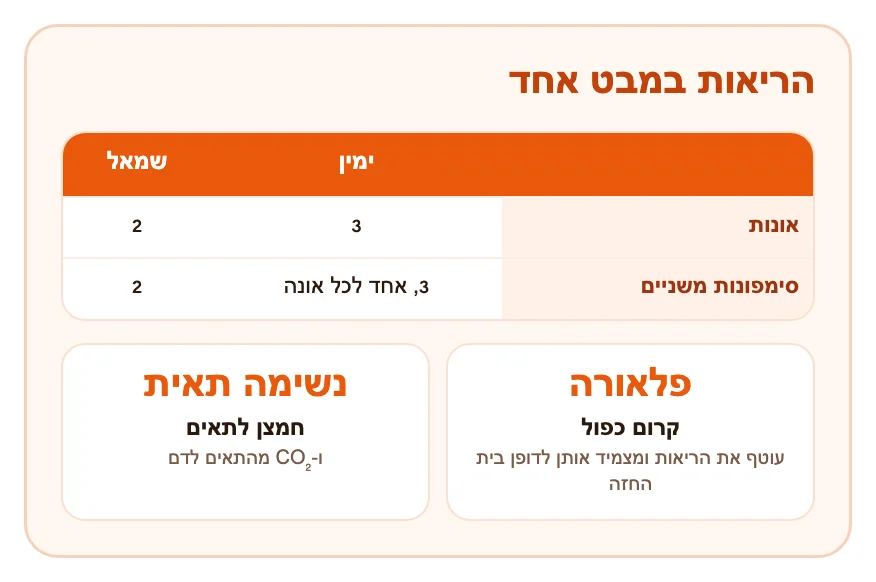 הריאות במבט אחד
ימין שמאל
אונות 3 2
סימפונות משניים 3, אחד לכל אונה 2
פלאורה
קרום כפול
עוטף את הריאות ומצמיד אותן לדופן בית
החזה
נשימה תאית
חמצן לתאים
ו-CO₂ מהתאים לדם